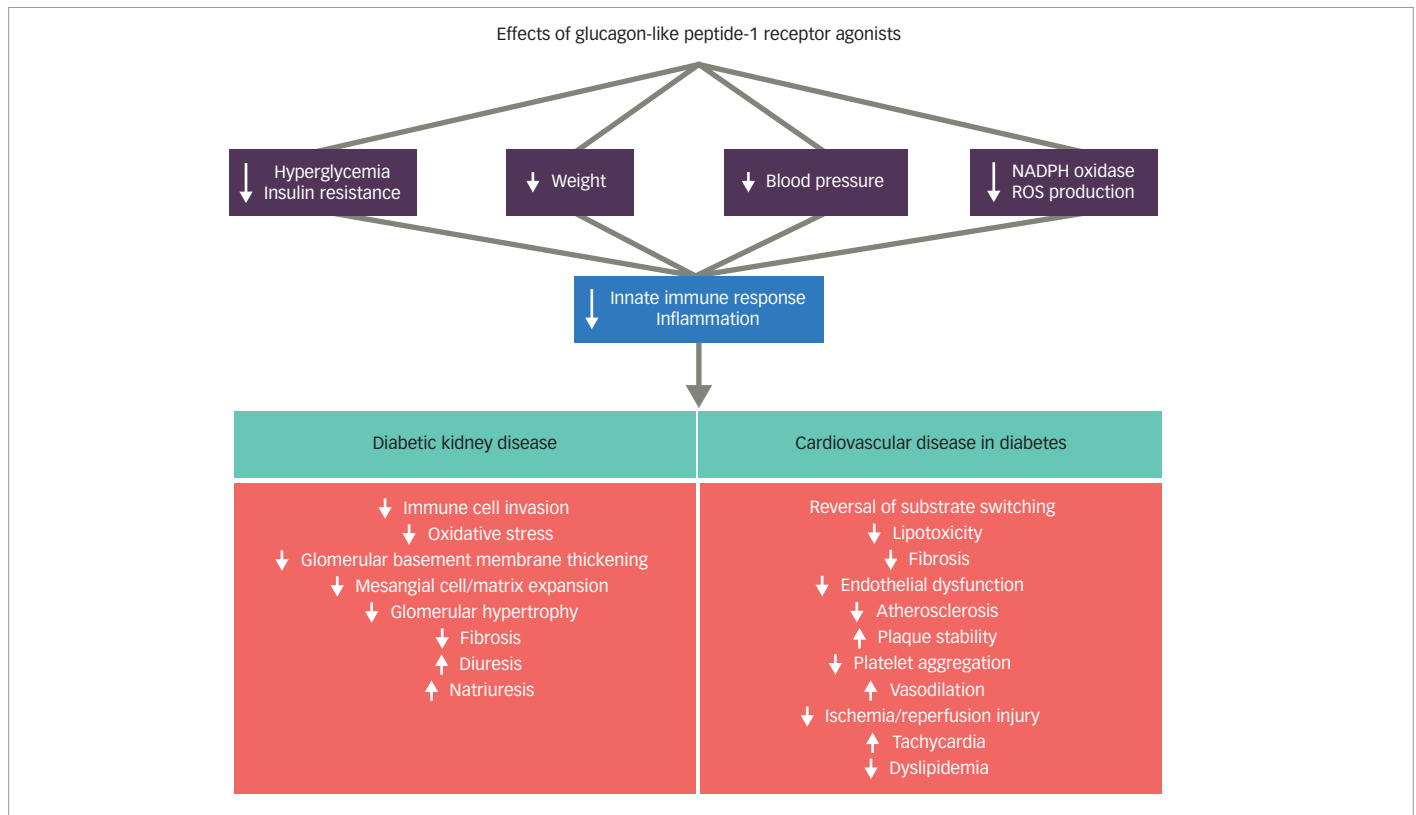 Effects of glucagon-like peptide-1 receptor agonists
↓ Hyperglycemia
Insulin resistance
↓ Weight
↓ Blood pressure
↓ NADPH oxidase
ROS production
↓ Innate immune response
Inflammation
Diabetic kidney disease
↓ Immune cell invasion
↓ Oxidative stress
↓ Glomerular basement membrane thickening
↓ Mesangial cell/matrix expansion
↓ Glomerular hypertrophy
↓ Fibrosis
↑ Diuresis
↑ Natriuresis
Cardiovascular disease in diabetes
Reversal of substrate switching
↓ Lipotoxicity
↓ Fibrosis
↓ Endothelial dysfunction
↓ Atherosclerosis
↑ Plaque stability
↓ Platelet aggregation
↑ Vasodilation
↓ Ischemia/reperfusion injury
↑ Tachycardia
↓ Dyslipidemia